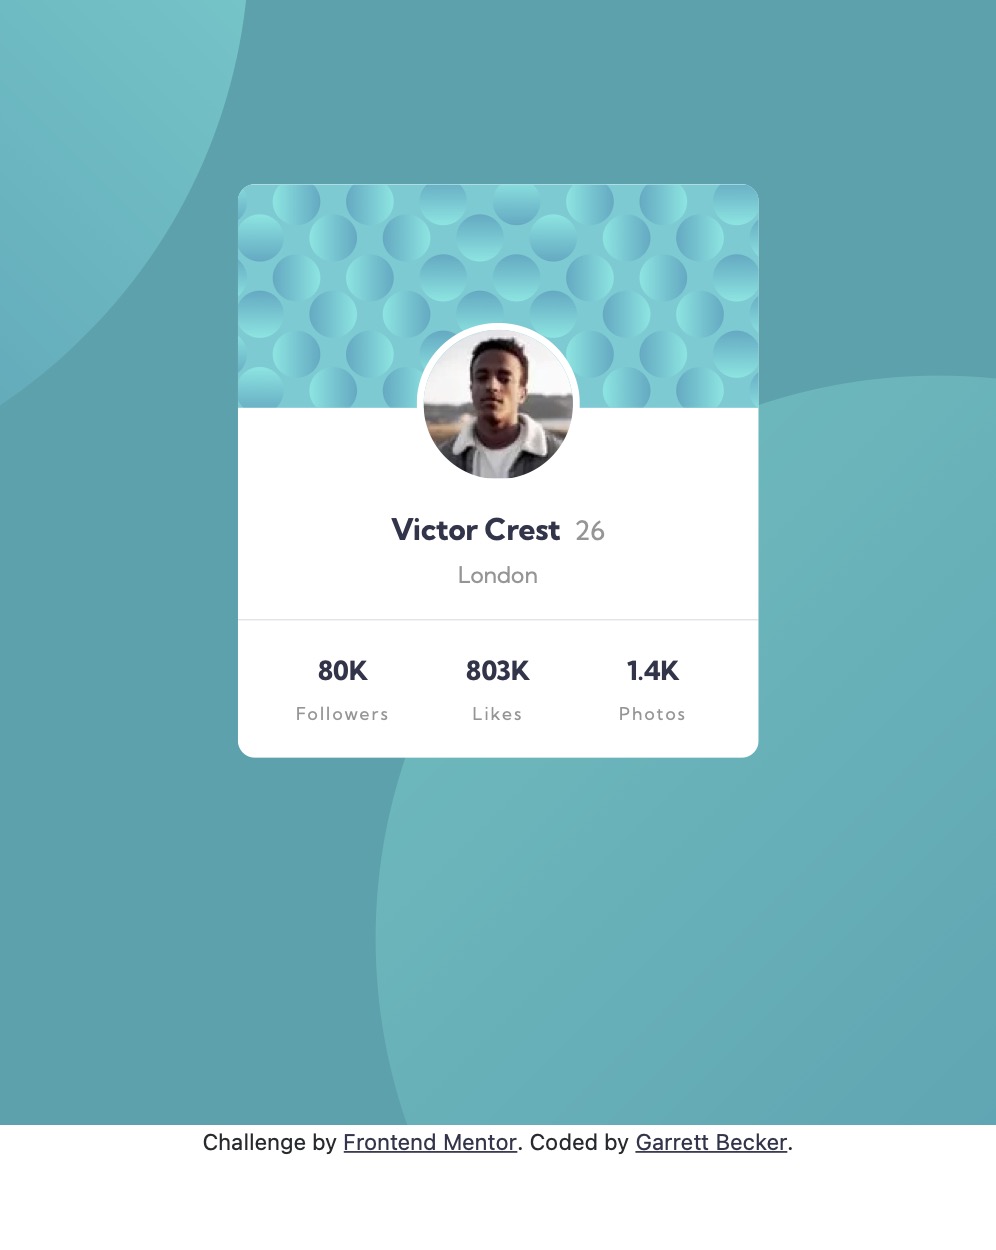 Victor Crest 26
London
80K 803K 1.4K
Followers Likes Photos
Challenge by Frontend Mentor. Coded by Garrett Becker.